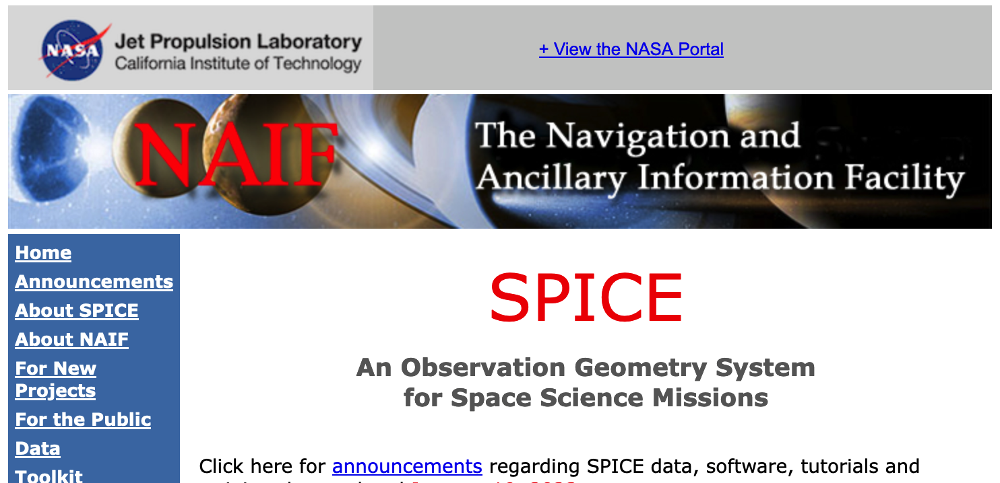 NASA
Jet Propulsion Laboratory
California Institute of Technology
+ View the NASA Portal
NAIF
The Navigation and
Ancillary Information Facility
Home
Announcements
About SPICE
About NAIF
For New
Projects
For the Public
Data
Toolkit
SPICE
An Observation Geometry System
for Space Science Missions
Click here for announcements regarding SPICE data, software, tutorials and